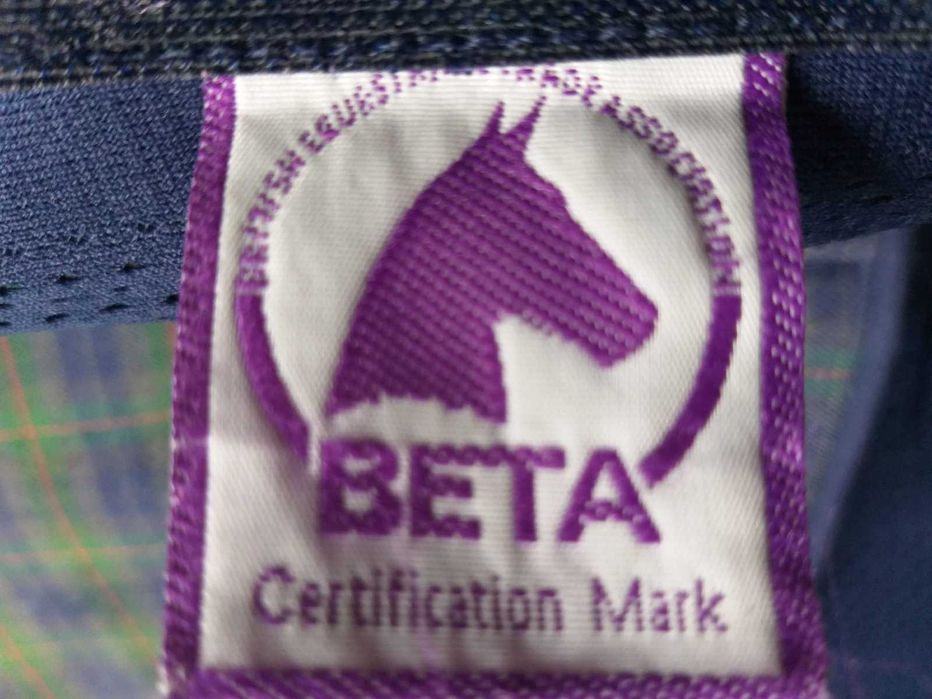 BRITISH EQUESTRIAN TRADE ASSOCIATION
BETA
Certification Mark